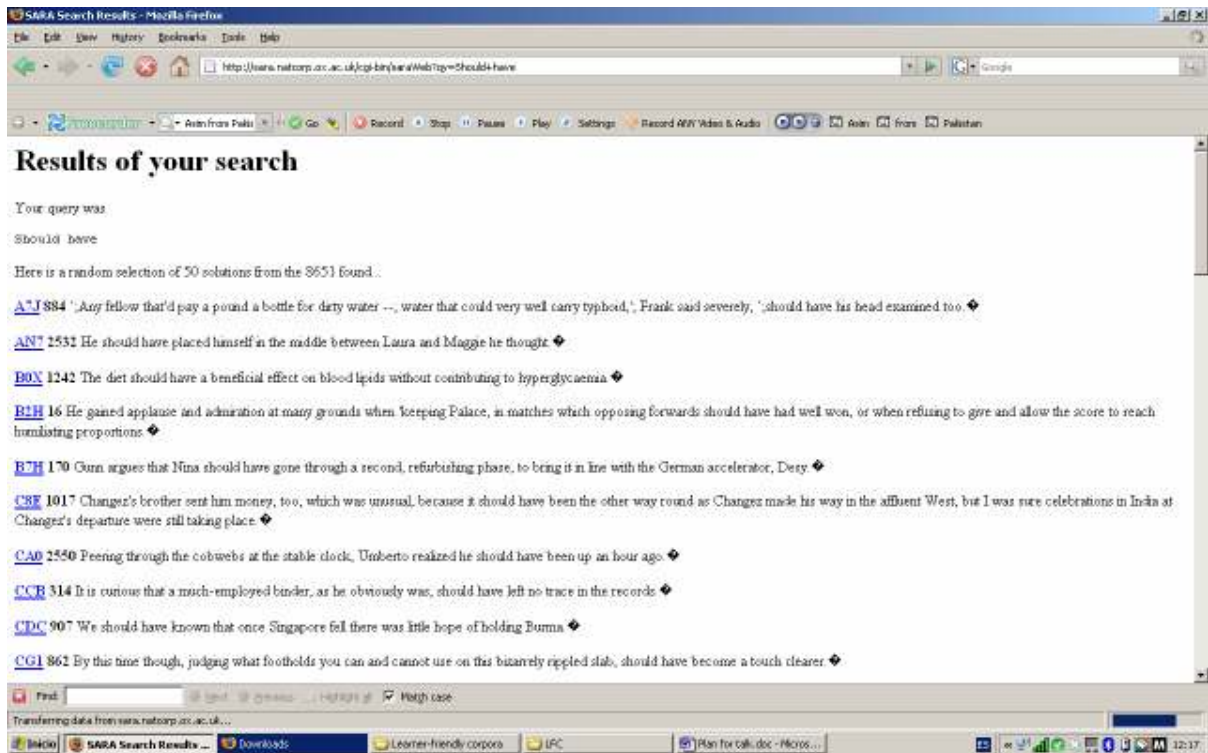 SARA Search Results - Mozilla Firefox
File Edit View History Bookmarks Tools Help
http://sara.natcorp.ox.ac.uk/cgi-bin/saraWeb?qy=Should+have
Google
Go Record Stop Pause Play Settings Record ANY Video & Audio Asim from Pakistan
Results of your search
Your query was
Should have
Here is a random selection of 50 solutions from the 8651 found...
A7J 884 ';Any fellow that'd pay a pound a bottle for dirty water --, water that could very well carry typhoid,'; Frank said severely, ';should have his head examined too.�
AN7 2532 He should have placed himself in the middle between Laura and Maggie he thought.�
B0X 1242 The diet should have a beneficial effect on blood lipids without contributing to hyperglycaemia.�
B2H 16 He gained applause and admiration at many grounds when 'keeping Palace, in matches which opposing forwards should have had well won, or when refusing to give and allow the score to reach
humiliating proportions.�
B7H 170 Gunn argues that Nina should have gone through a second, refurbishing phase, to bring it in line with the German accelerator, Desy.�
C8E 1017 Changez's brother sent him money, too, which was unusual, because it should have been the other way round as Changez made his way in the affluent West, but I was sure celebrations in India at
Changez's departure were still taking place.�
CA0 2550 Peering through the cobwebs at the stable clock, Umberto realized he should have been up an hour ago.�
CCB 314 It is curious that a much-employed binder, as he obviously was, should have left no trace in the records.�
CDC 907 We should have known that once Singapore fell there was little hope of holding Burma.�
CG1 862 By this time though, judging what footholds you can and cannot use on this bizarrely rippled slab, should have become a touch clearer.�
Find: Next Previous Highlight all Match case
Transferring data from sara.natcorp.ox.ac.uk...
Inicio SARA Search Results ... Downloads Learner-friendly corpora LFC Plan for talk.doc - Micros... ES 12:37